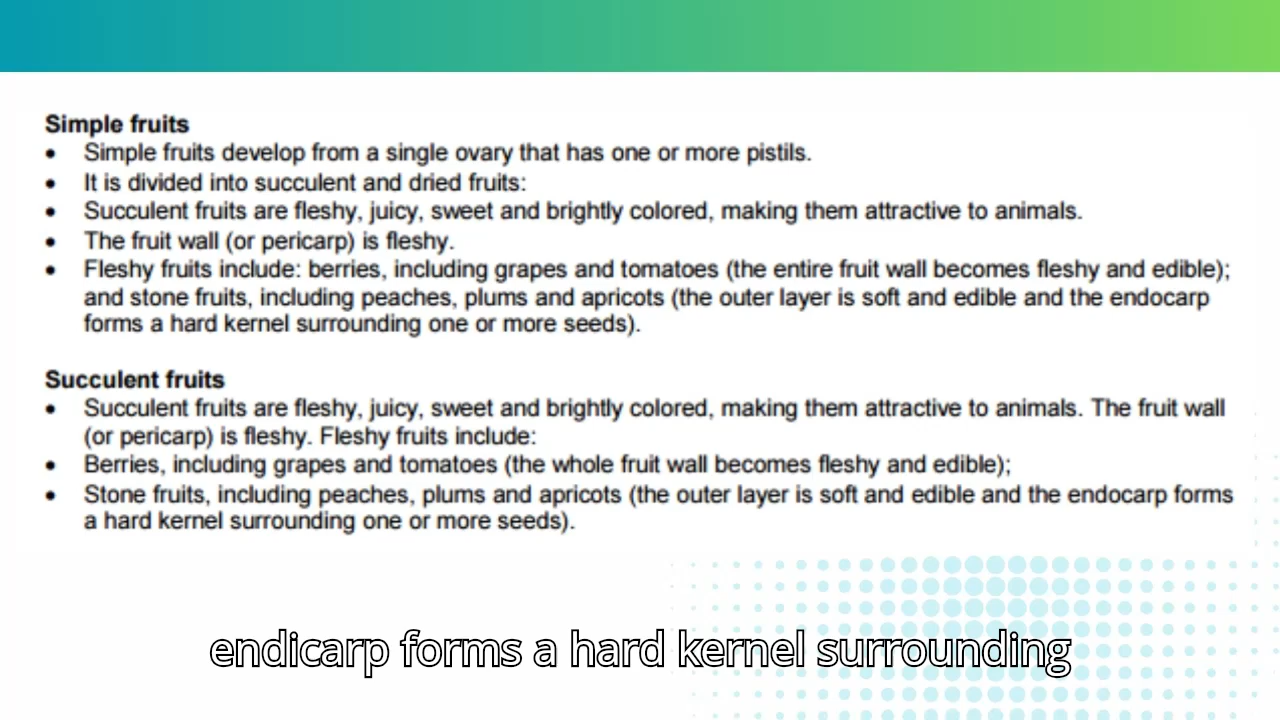 Simple fruits
• Simple fruits develop from a single ovary that has one or more pistils.
• It is divided into succulent and dried fruits:
• Succulent fruits are fleshy, juicy, sweet and brightly colored, making them attractive to animals.
• The fruit wall (or pericarp) is fleshy.
• Fleshy fruits include: berries, including grapes and tomatoes (the entire fruit wall becomes fleshy and edible);
and stone fruits, including peaches, plums and apricots (the outer layer is soft and edible and the endocarp
forms a hard kernel surrounding one or more seeds).
Succulent fruits
• Succulent fruits are fleshy, juicy, sweet and brightly colored, making them attractive to animals. The fruit wall
(or pericarp) is fleshy. Fleshy fruits include:
• Berries, including grapes and tomatoes (the whole fruit wall becomes fleshy and edible);
• Stone fruits, including peaches, plums and apricots (the outer layer is soft and edible and the endocarp forms
a hard kernel surrounding one or more seeds).
endicarp forms a hard kernel surrounding